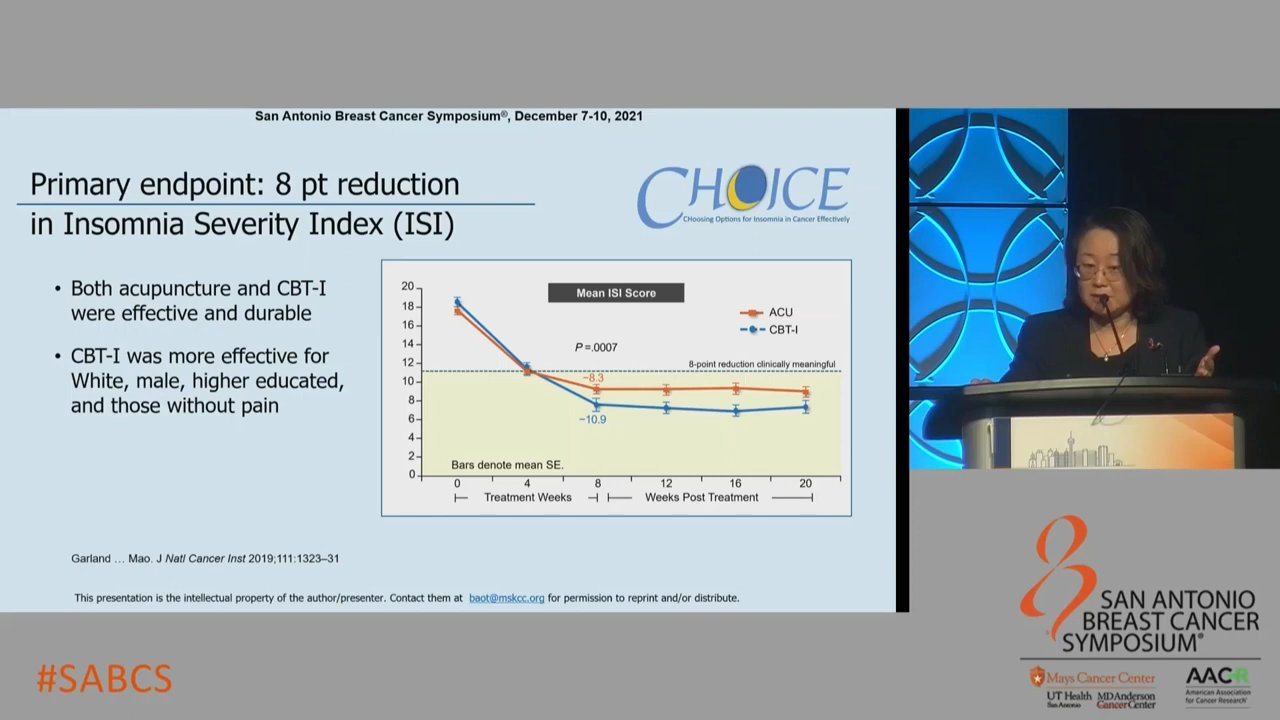 San Antonio Breast Cancer Symposium®, December 7-10, 2021
Primary endpoint: 8 pt reduction
in Insomnia Severity Index (ISI)
CHOICE
CHoosing Options for Insomnia in Cancer Effectively
• Both acupuncture and CBT-I
were effective and durable
• CBT-I was more effective for
White, male, higher educated,
and those without pain
Mean ISI Score
ACU
CBT-I
P=.0007
8-point reduction clinically meaningful
−8.3
−10.9
20
18
16
14
12
10
8
6
4
2
0
Bars denote mean SE.
0 4 8 12 16 20
Treatment Weeks Weeks Post Treatment
Garland … Mao. J Natl Cancer Inst 2019;111:1323–31
This presentation is the intellectual property of the author/presenter. Contact them at baot@mskcc.org for permission to reprint and/or distribute.
#SABCS
SAN ANTONIO
BREAST CANCER
SYMPOSIUM®
Mays Cancer Center
UT Health
San Antonio
MD Anderson
Cancer Center
AACR
American Association
for Cancer Research®